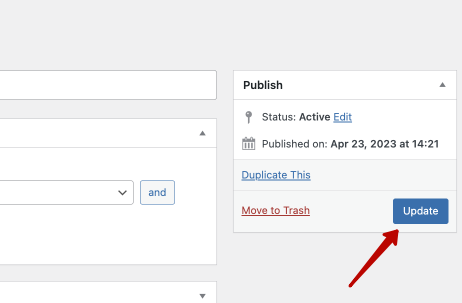 Publish
Status: Active Edit
Published on: Apr 23, 2023 at 14:21
and
Duplicate This
Move to Trash
Update